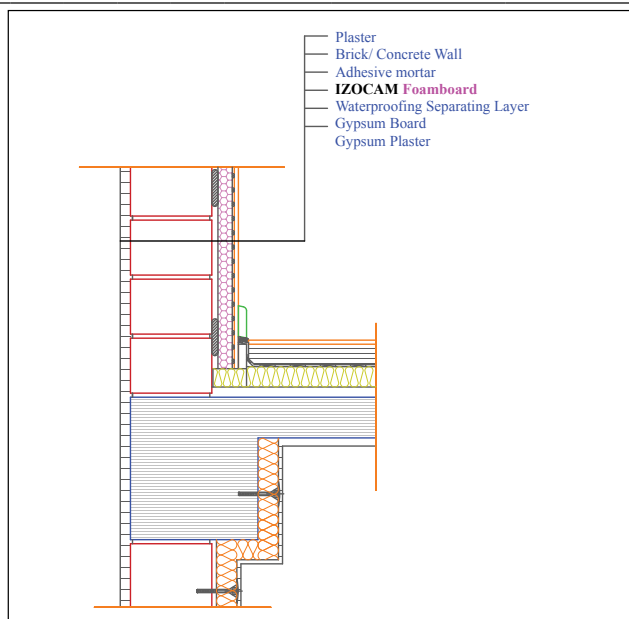 Plaster
Brick/ Concrete Wall
Adhesive mortar
IZOCAM Foamboard
Waterproofing Separating Layer
Gypsum Board
Gypsum Plaster